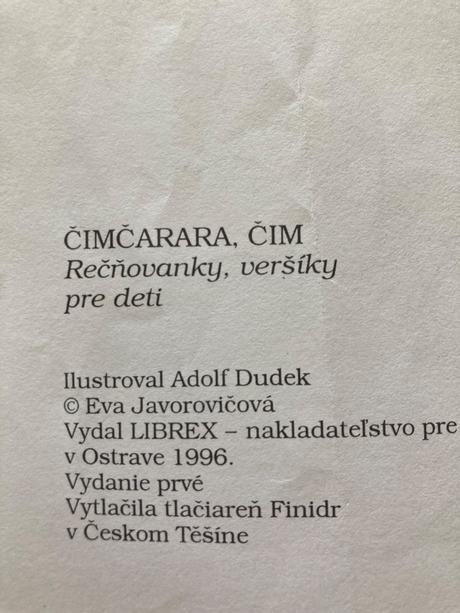 ČIMČARARA, ČIM
Rečňovanky, veršíky
pre deti
Ilustroval Adolf Dudek
© Eva Javorovičová
Vydal LIBREX – nakladateľstvo pre
v Ostrave 1996.
Vydanie prvé
Vytlačila tlačiareň Finidr
v Českom Těšíne